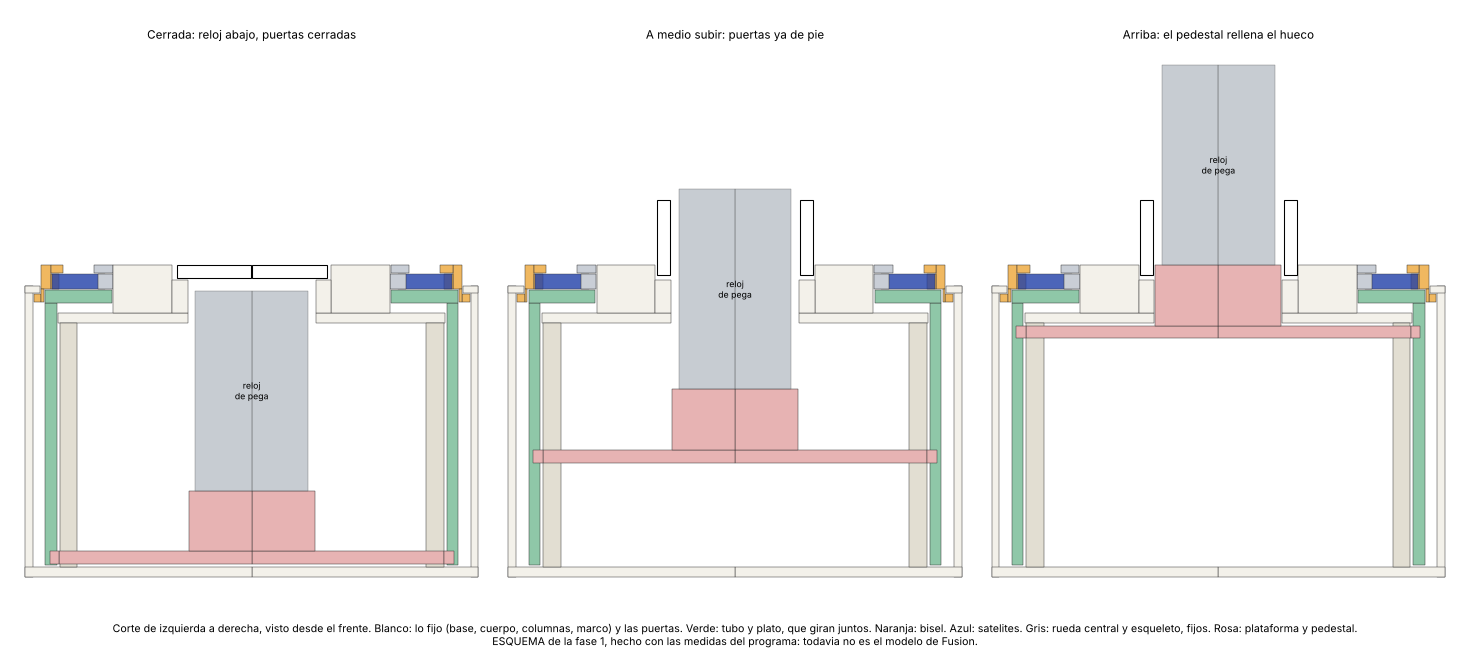 Cerrada: reloj abajo, puertas cerradas
A medio subir: puertas ya de pie
Arriba: el pedestal rellena el hueco
reloj
de pega
reloj
de pega
reloj
de pega
Corte de izquierda a derecha, visto desde el frente. Blanco: lo fijo (base, cuerpo, columnas, marco) y las puertas. Verde: tubo y plato, que giran juntos. Naranja: bisel. Azul: satelites. Gris: rueda central y esqueleto, fijos. Rosa: plataforma y pedestal.
ESQUEMA de la fase 1, hecho con las medidas del programa: todavia no es el modelo de Fusion.